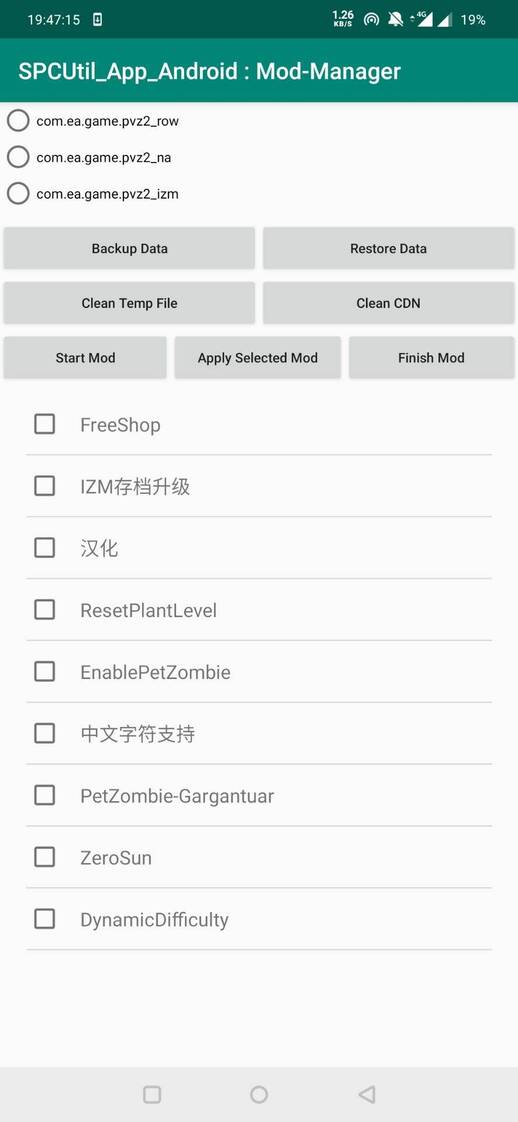 19:47:15
1.26
KB/S
4G
19%
SPCUtil_App_Android : Mod-Manager
com.ea.game.pvz2_row
com.ea.game.pvz2_na
com.ea.game.pvz2_izm
Backup Data Restore Data
Clean Temp File Clean CDN
Start Mod Apply Selected Mod Finish Mod
FreeShop
IZM存档升级
汉化
ResetPlantLevel
EnablePetZombie
中文字符支持
PetZombie-Gargantuar
ZeroSun
DynamicDifficulty